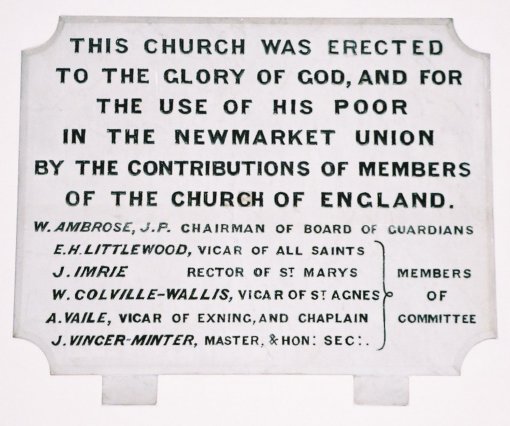 THIS CHURCH WAS ERECTED
TO THE GLORY OF GOD, AND FOR
THE USE OF HIS POOR
IN THE NEWMARKET UNION
BY THE CONTRIBUTIONS OF MEMBERS
OF THE CHURCH OF ENGLAND.
W. AMBROSE, J.P. CHAIRMAN OF BOARD OF GUARDIANS
E.H. LITTLEWOOD, VICAR OF ALL SAINTS
J. IMRIE RECTOR OF ST MARYS
W. COLVILLE-WALLIS, VICAR OF ST AGNES
A. VAILE, VICAR OF EXNING, AND CHAPLAIN
J. VINCER-MINTER, MASTER, & HON: SEC:.
MEMBERS
OF
COMMITTEE